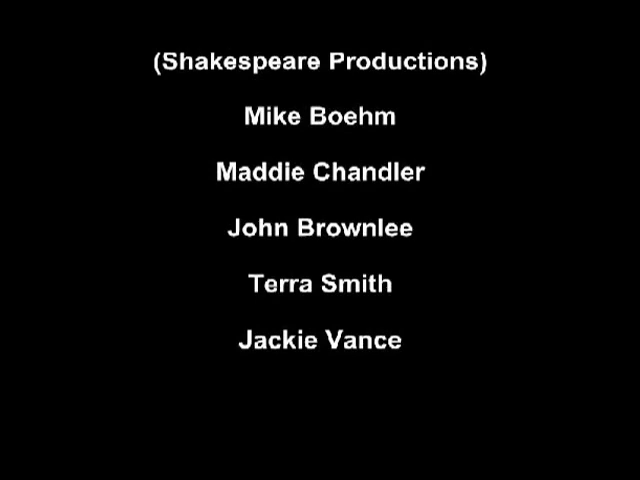 (Shakespeare Productions)
Mike Boehm
Maddie Chandler
John Brownlee
Terra Smith
Jackie Vance